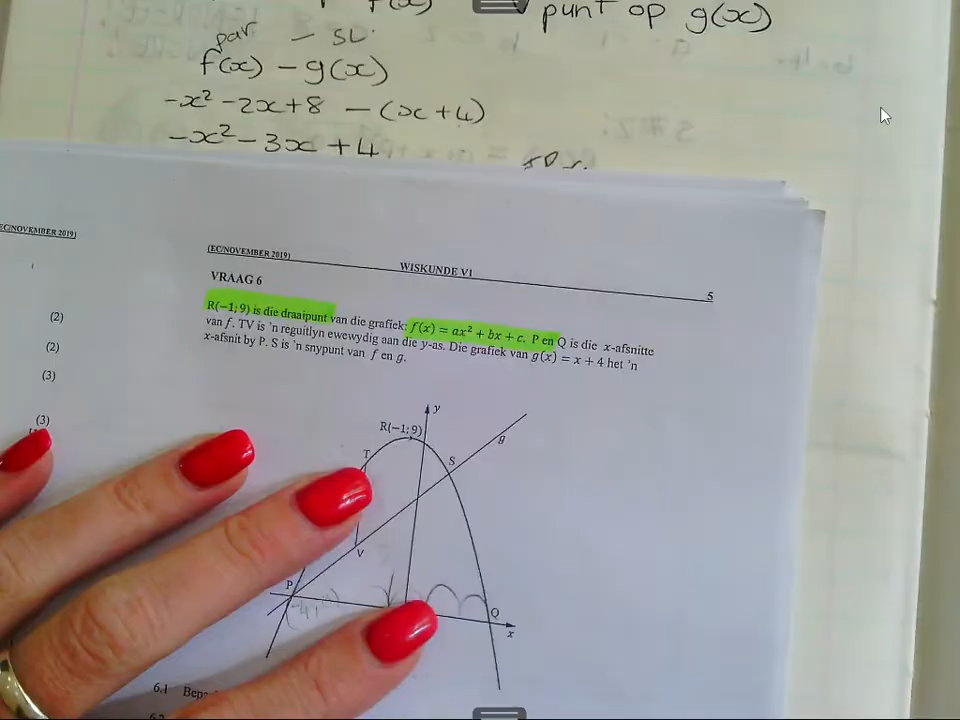 f(x)
punt op g(x)
par - SL.
f(x) - g(x)
-x² - 2x + 8 - (x + 4)
-x² - 3x + 4
EC/NOVEMBER 2019)
(2)
(2)
(3)
(3)
(EC/NOVEMBER 2019)
WISKUNDE V1
5
VRAAG 6
R(−1; 9) is die draaipunt van die grafiek: f(x) = ax² + bx + c. P en Q is die x-afsnitte
van f. TV is 'n reguitlyn ewewydig aan die y-as. Die grafiek van g(x) = x + 4 het 'n
x-afsnit by P. S is 'n snypunt van f en g.
y
R(−1; 9)
g
T
S
V
P
Q
x
6.1